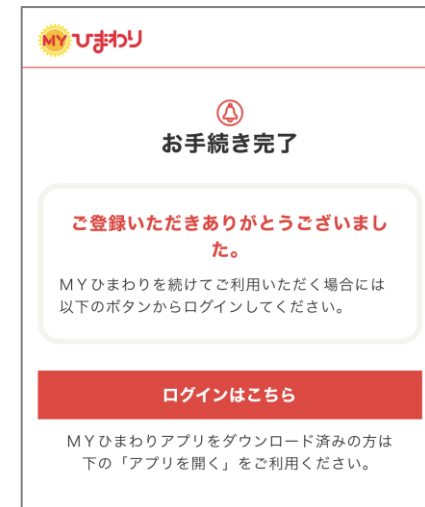 MYひまわり
お手続き完了
ご登録いただきありがとうございまし
た。
ＭＹひまわりを続けてご利用いただく場合には
以下のボタンからログインしてください。
ログインはこちら
ＭＹひまわりアプリをダウンロード済みの方は
下の「アプリを開く」をご利用ください。